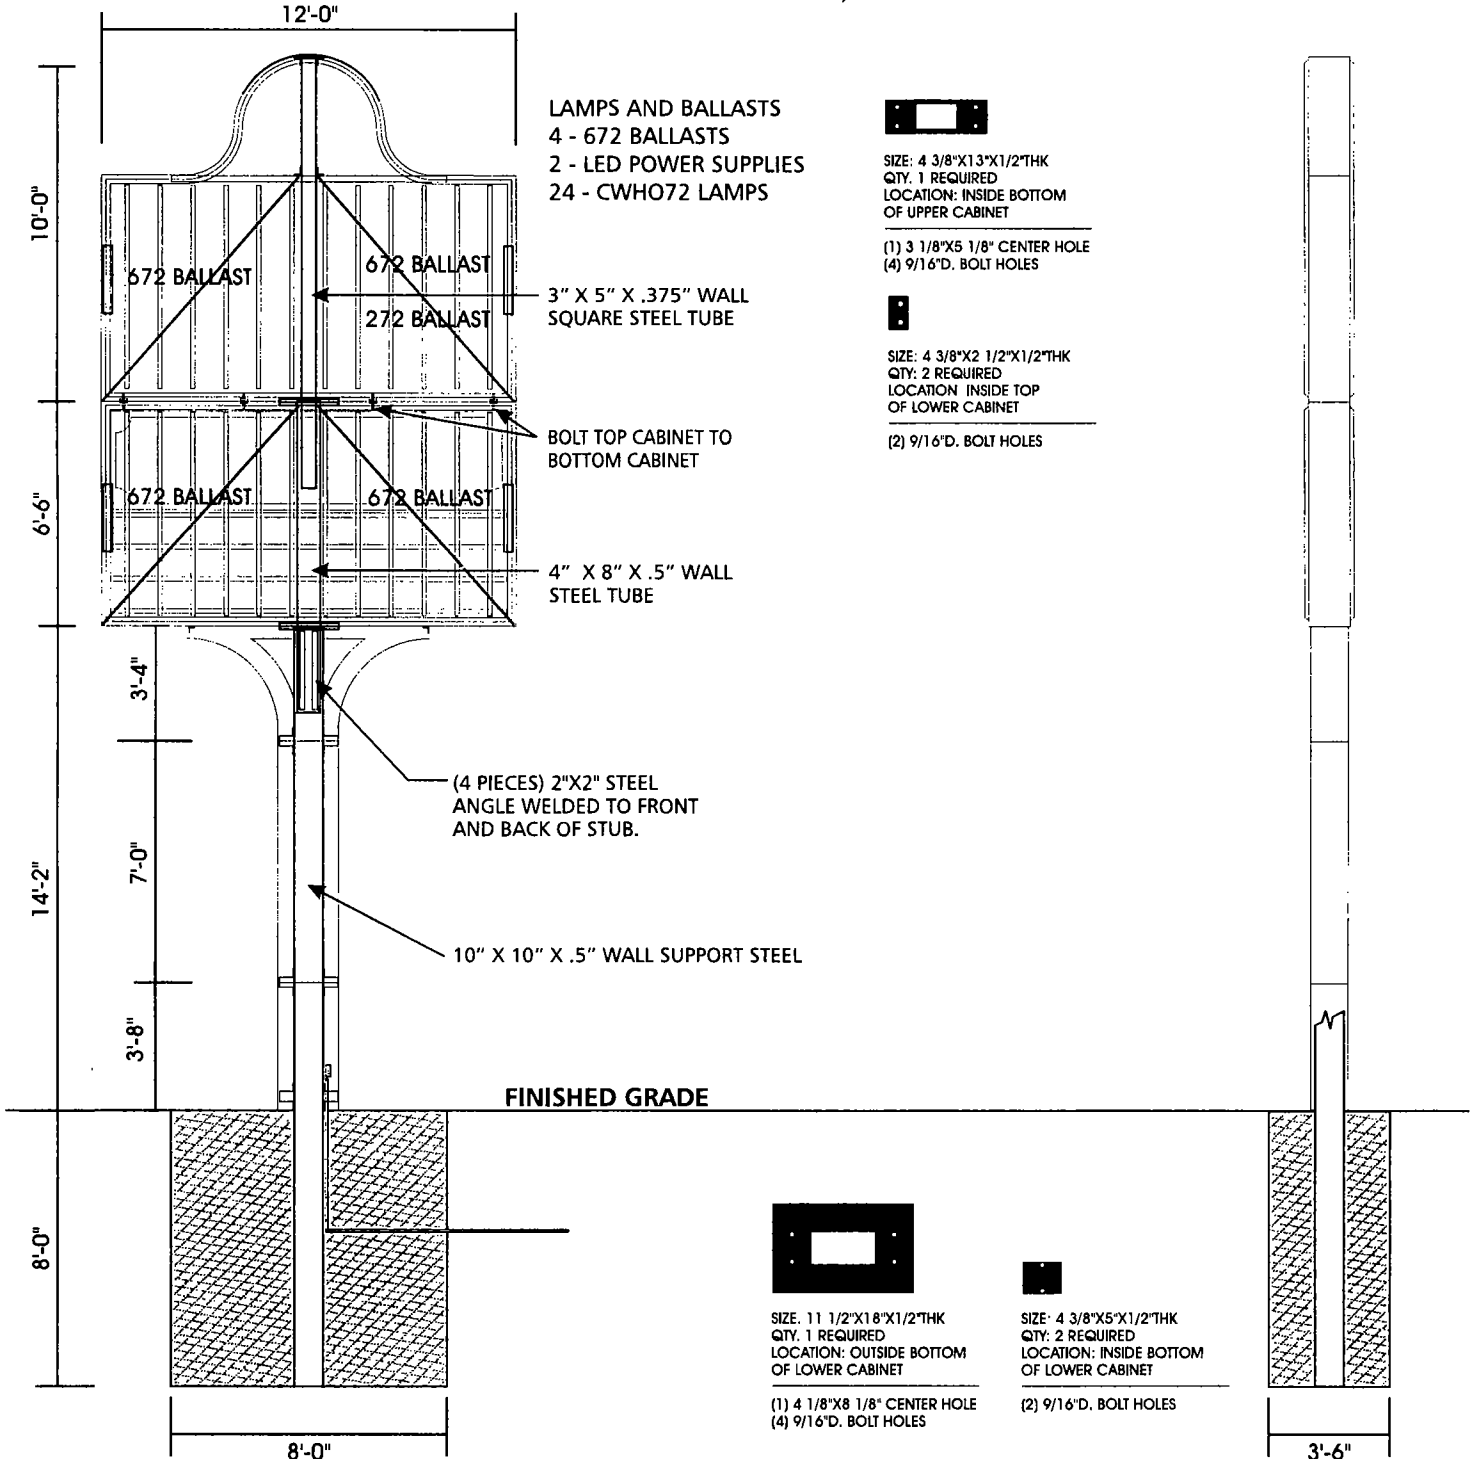 12'-0"
10'-0"
6'-6"
14'-2"
8'-0"
3'-4"
7'-0"
3'-8"
LAMPS AND BALLASTS
4 - 672 BALLASTS
2 - LED POWER SUPPLIES
24 - CWHO72 LAMPS
672 BALLAST
672 BALLAST
272 BALLAST
3" X 5" X .375" WALL
SQUARE STEEL TUBE
BOLT TOP CABINET TO
BOTTOM CABINET
672 BALLAST
672 BALLAST
4" X 8" X .5" WALL
STEEL TUBE
(4 PIECES) 2"X2" STEEL
ANGLE WELDED TO FRONT
AND BACK OF STUB.
10" X 10" X .5" WALL SUPPORT STEEL
FINISHED GRADE
SIZE: 4 3/8"X13"X1/2"THK
QTY. 1 REQUIRED
LOCATION: INSIDE BOTTOM
OF UPPER CABINET
(1) 3 1/8"X5 1/8" CENTER HOLE
(4) 9/16"D. BOLT HOLES
SIZE: 4 3/8"X2 1/2"X1/2"THK
QTY: 2 REQUIRED
LOCATION INSIDE TOP
OF LOWER CABINET
(2) 9/16"D. BOLT HOLES
SIZE. 11 1/2"X18"X1/2"THK
QTY. 1 REQUIRED
LOCATION: OUTSIDE BOTTOM
OF LOWER CABINET
(1) 4 1/8"X8 1/8" CENTER HOLE
(4) 9/16"D. BOLT HOLES
SIZE· 4 3/8"X5"X1/2"THK
QTY: 2 REQUIRED
LOCATION: INSIDE BOTTOM
OF LOWER CABINET
(2) 9/16"D. BOLT HOLES
8'-0"
3'-6"